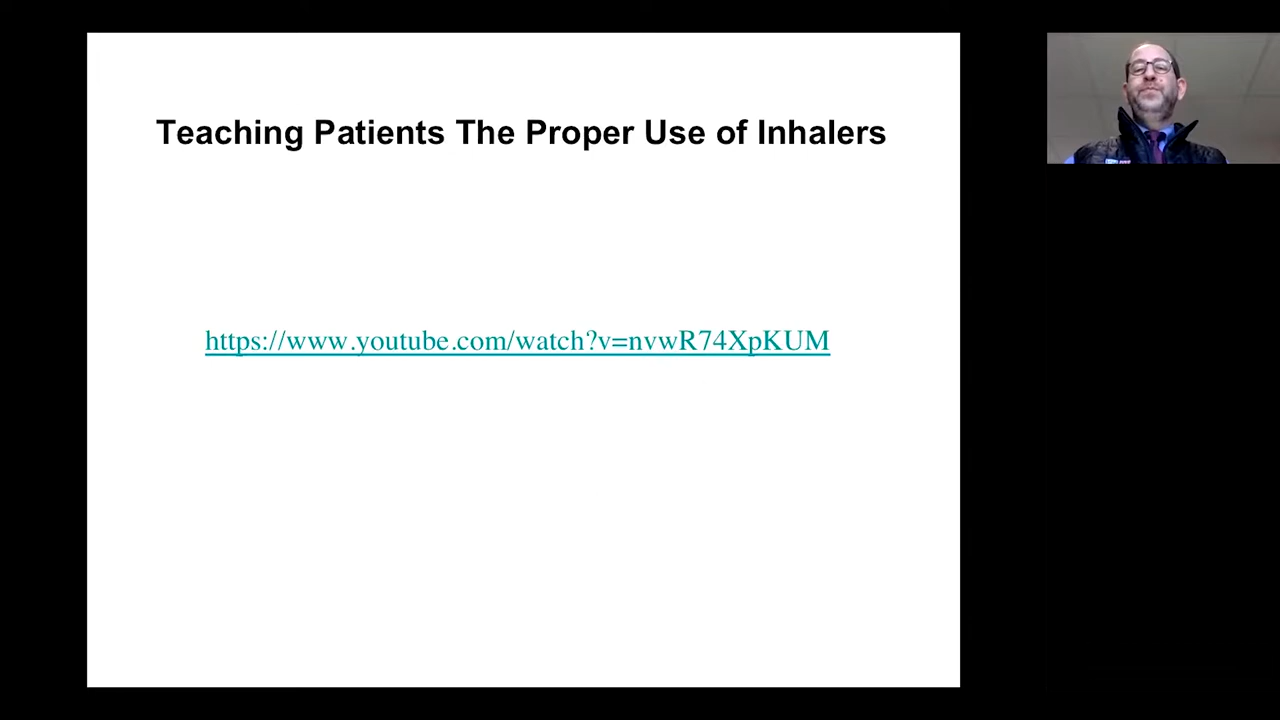 Teaching Patients The Proper Use of Inhalers
https://www.youtube.com/watch?v=nvwR74XpKUM